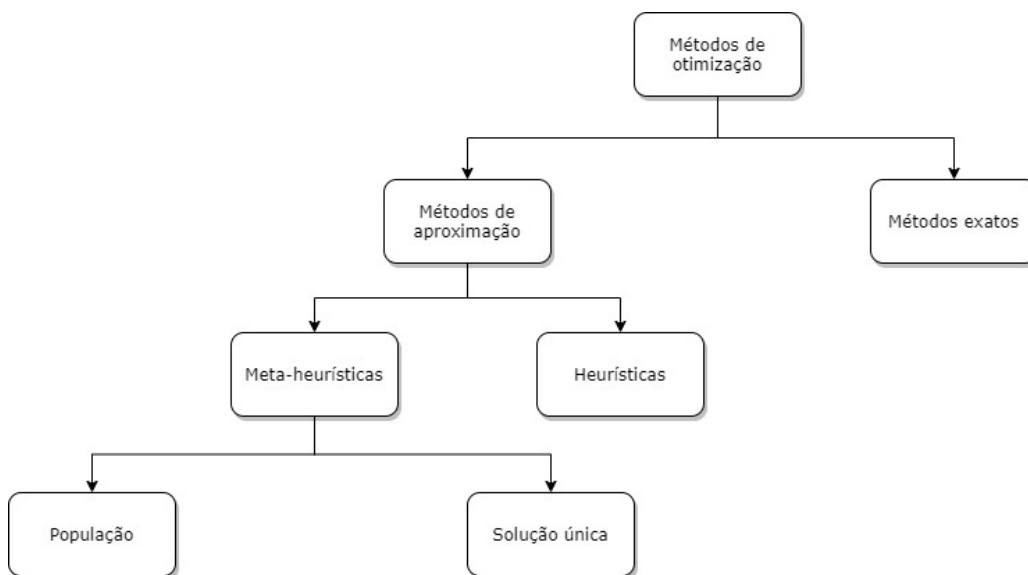 Métodos de
otimização
Métodos de
aproximação
Métodos exatos
Meta-heurísticas
Heurísticas
População
Solução única